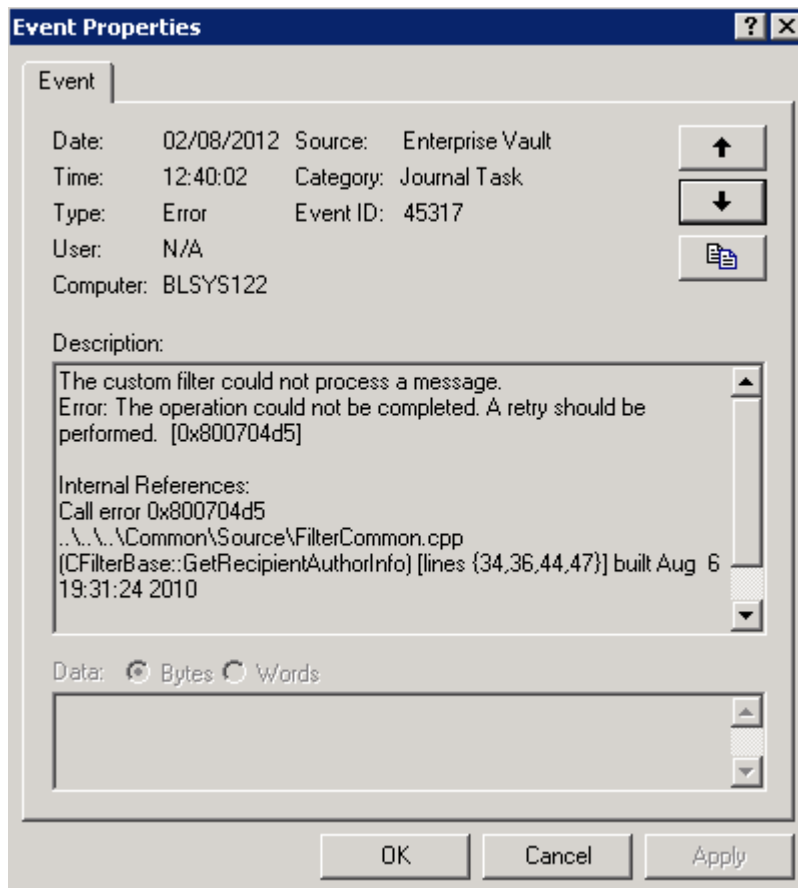 Event Properties
Event
Date: 02/08/2012 Source: Enterprise Vault
Time: 12:40:02 Category: Journal Task
Type: Error Event ID: 45317
User: N/A
Computer: BLSYS122
Description:
The custom filter could not process a message.
Error: The operation could not be completed. A retry should be
performed. [0x800704d5]
Internal References:
Call error 0x800704d5
..\..\..\Common\Source\FilterCommon.cpp
(CFilterBase::GetRecipientAuthorInfo) [lines {34,36,44,47}] built Aug 6
19:31:24 2010
Data: Bytes Words
OK Cancel Apply